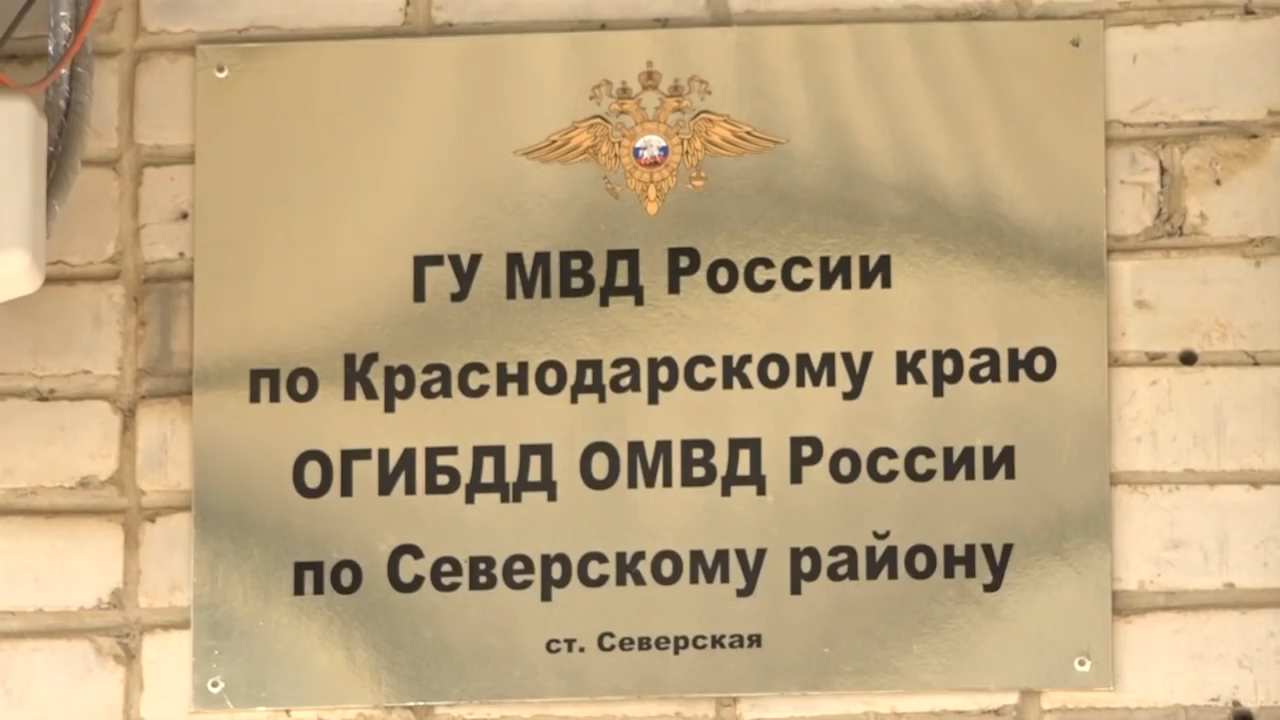 ГУ МВД России
по Краснодарскому краю
ОГИБДД ОМВД России
по Северскому району
ст. Северская